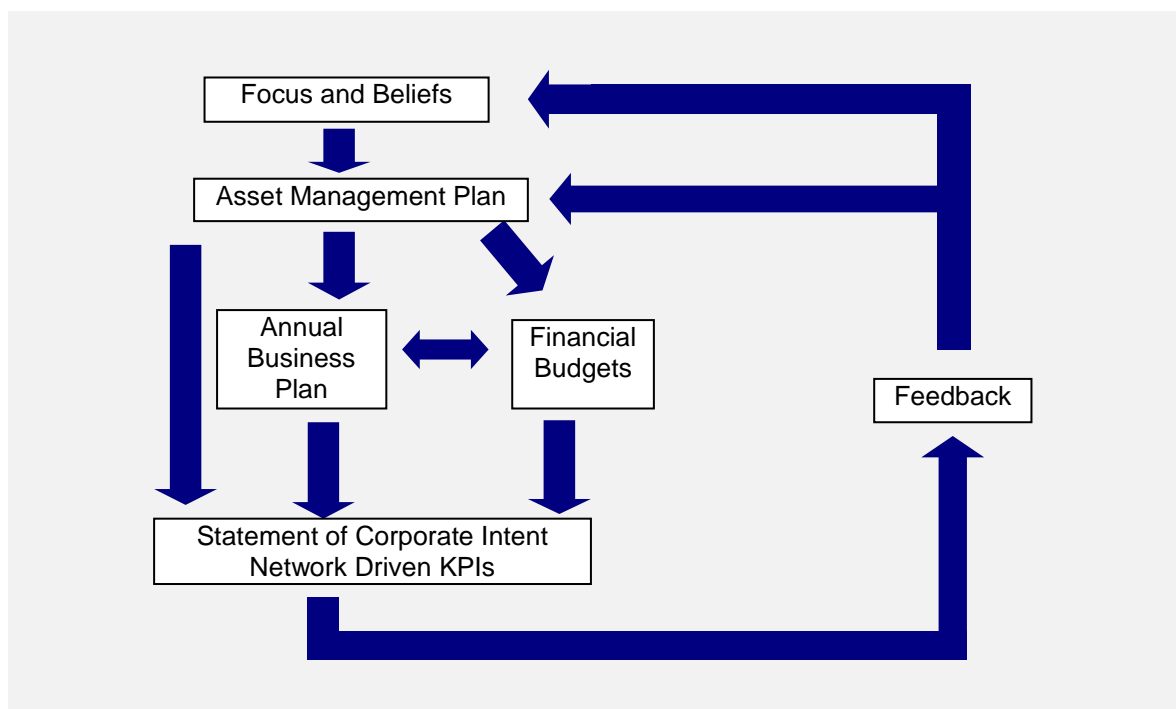 Focus and Beliefs
Asset Management Plan
Annual
Business
Plan
Financial
Budgets
Feedback
Statement of Corporate Intent
Network Driven KPIs